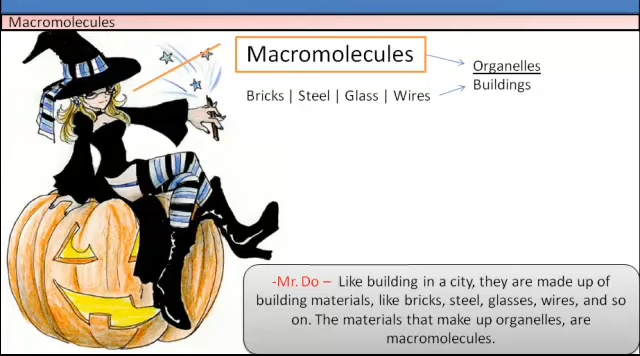 Macromolecules
Macromolecules
Organelles
Bricks | Steel | Glass | Wires
Buildings
-Mr. Do – Like building in a city, they are made up of
building materials, like bricks, steel, glasses, wires, and so
on. The materials that make up organelles, are
macromolecules.